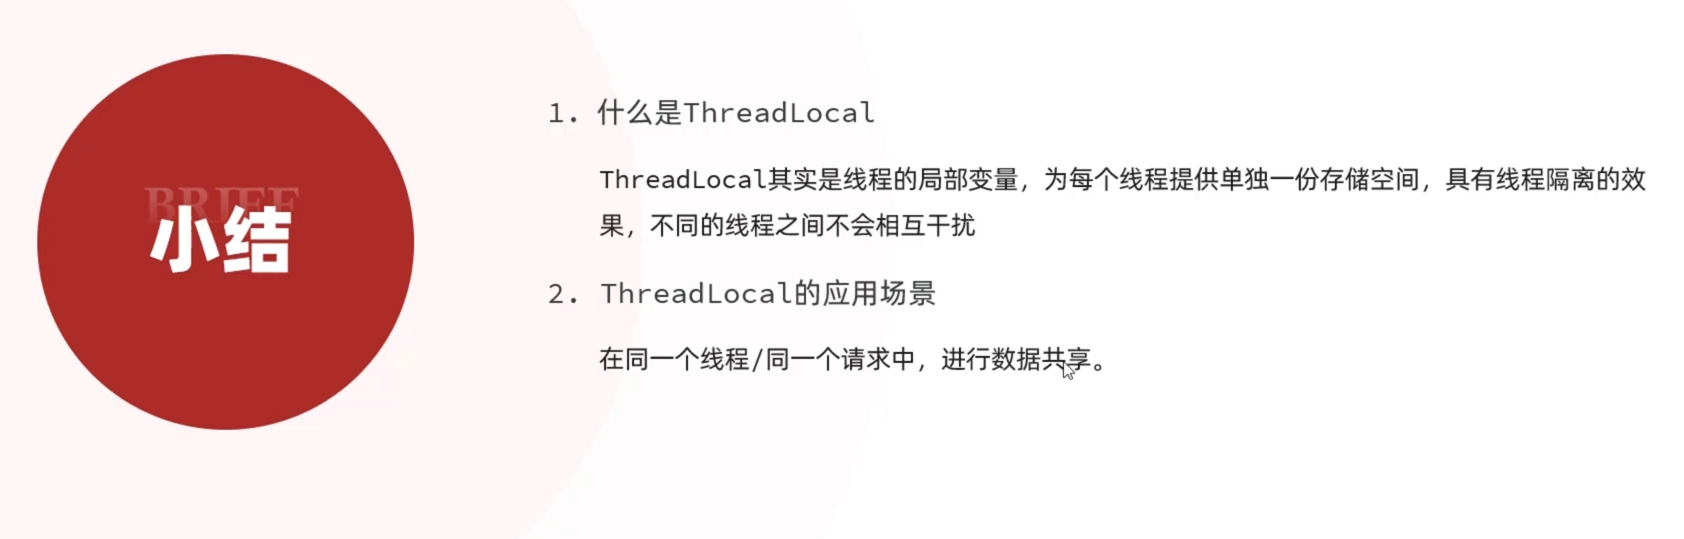 BRIEF
小结
1. 什么是ThreadLocal
ThreadLocal其实是线程的局部变量，为每个线程提供单独一份存储空间，具有线程隔离的效
果，不同的线程之间不会相互干扰
2. ThreadLocal的应用场景
在同一个线程/同一个请求中，进行数据共享。